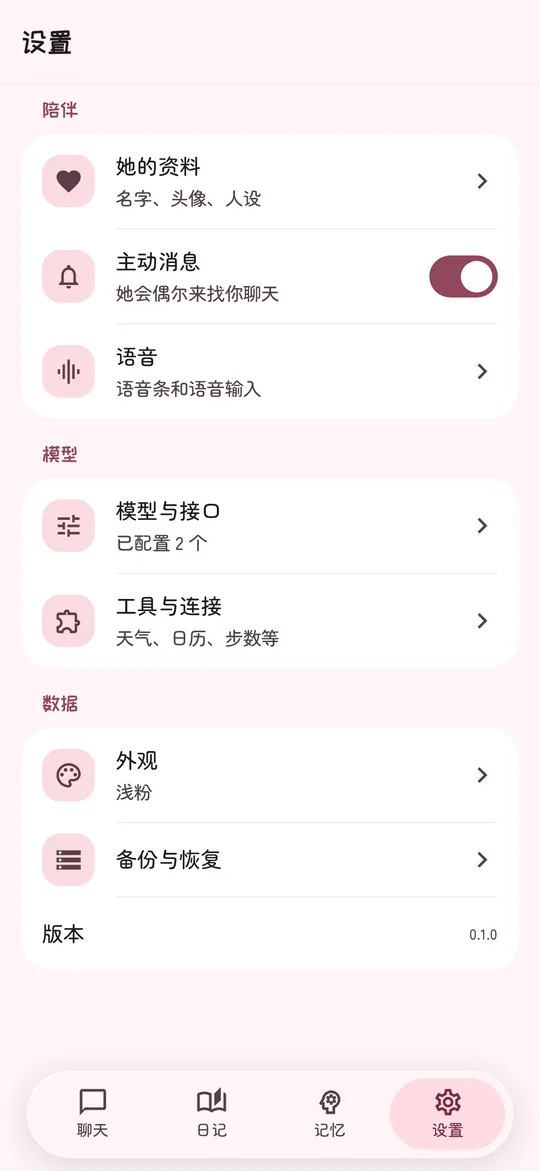 设置
陪伴
她的资料
名字、头像、人设
主动消息
她会偶尔来找你聊天
语音
语音条和语音输入
模型
模型与接口
已配置 2 个
工具与连接
天气、日历、步数等
数据
外观
浅粉
备份与恢复
版本
0.1.0
聊天
日记
记忆
设置